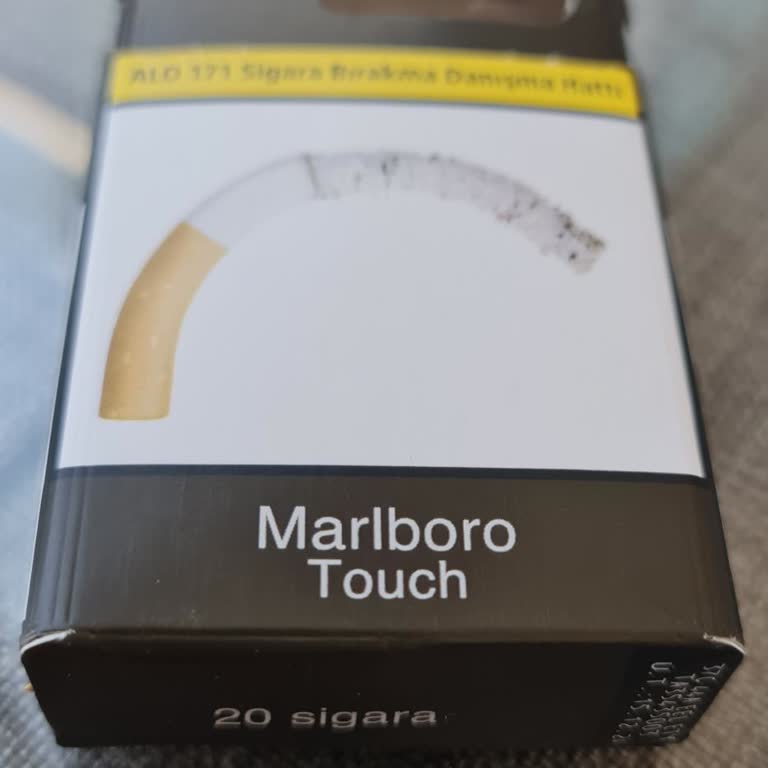 ALO 171 Sigara Bırakma Danışma Hattı
Marlboro
Touch
20 sigara